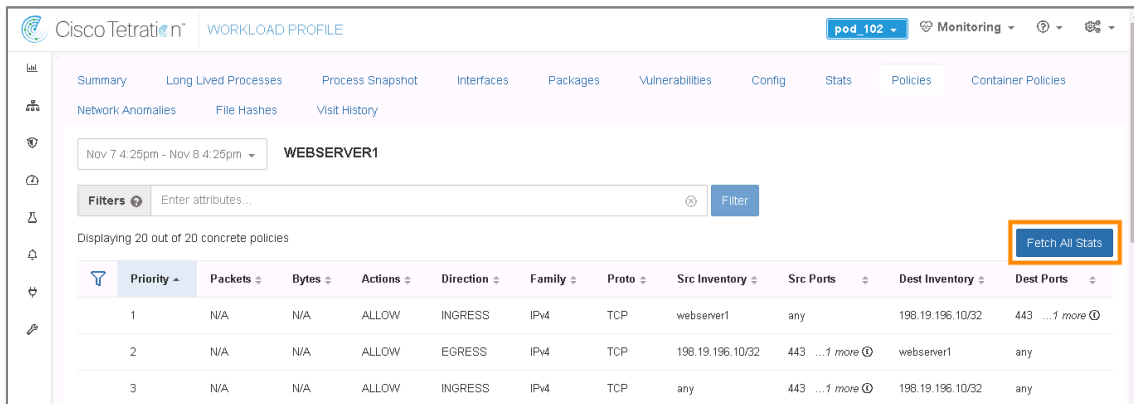 Cisco Tetration™ WORKLOAD PROFILE pod_102 Monitoring
Summary Long Lived Processes Process Snapshot Interfaces Packages Vulnerabilities Config Stats Policies Container Policies
Network Anomalies File Hashes Visit History
Nov 7 4:25pm - Nov 8 4:25pm WEBSERVER1
Filters Enter attributes... Filter
Displaying 20 out of 20 concrete policies
Fetch All Stats
Priority Packets Bytes Actions Direction Family Proto Src Inventory Src Ports Dest Inventory Dest Ports
1 N/A N/A ALLOW INGRESS IPv4 TCP webserver1 any 198.19.196.10/32 443 ...1 more
2 N/A N/A ALLOW EGRESS IPv4 TCP 198.19.196.10/32 443 ...1 more webserver1 any
3 N/A N/A ALLOW INGRESS IPv4 TCP any 443 ...1 more 198.19.196.10/32 any